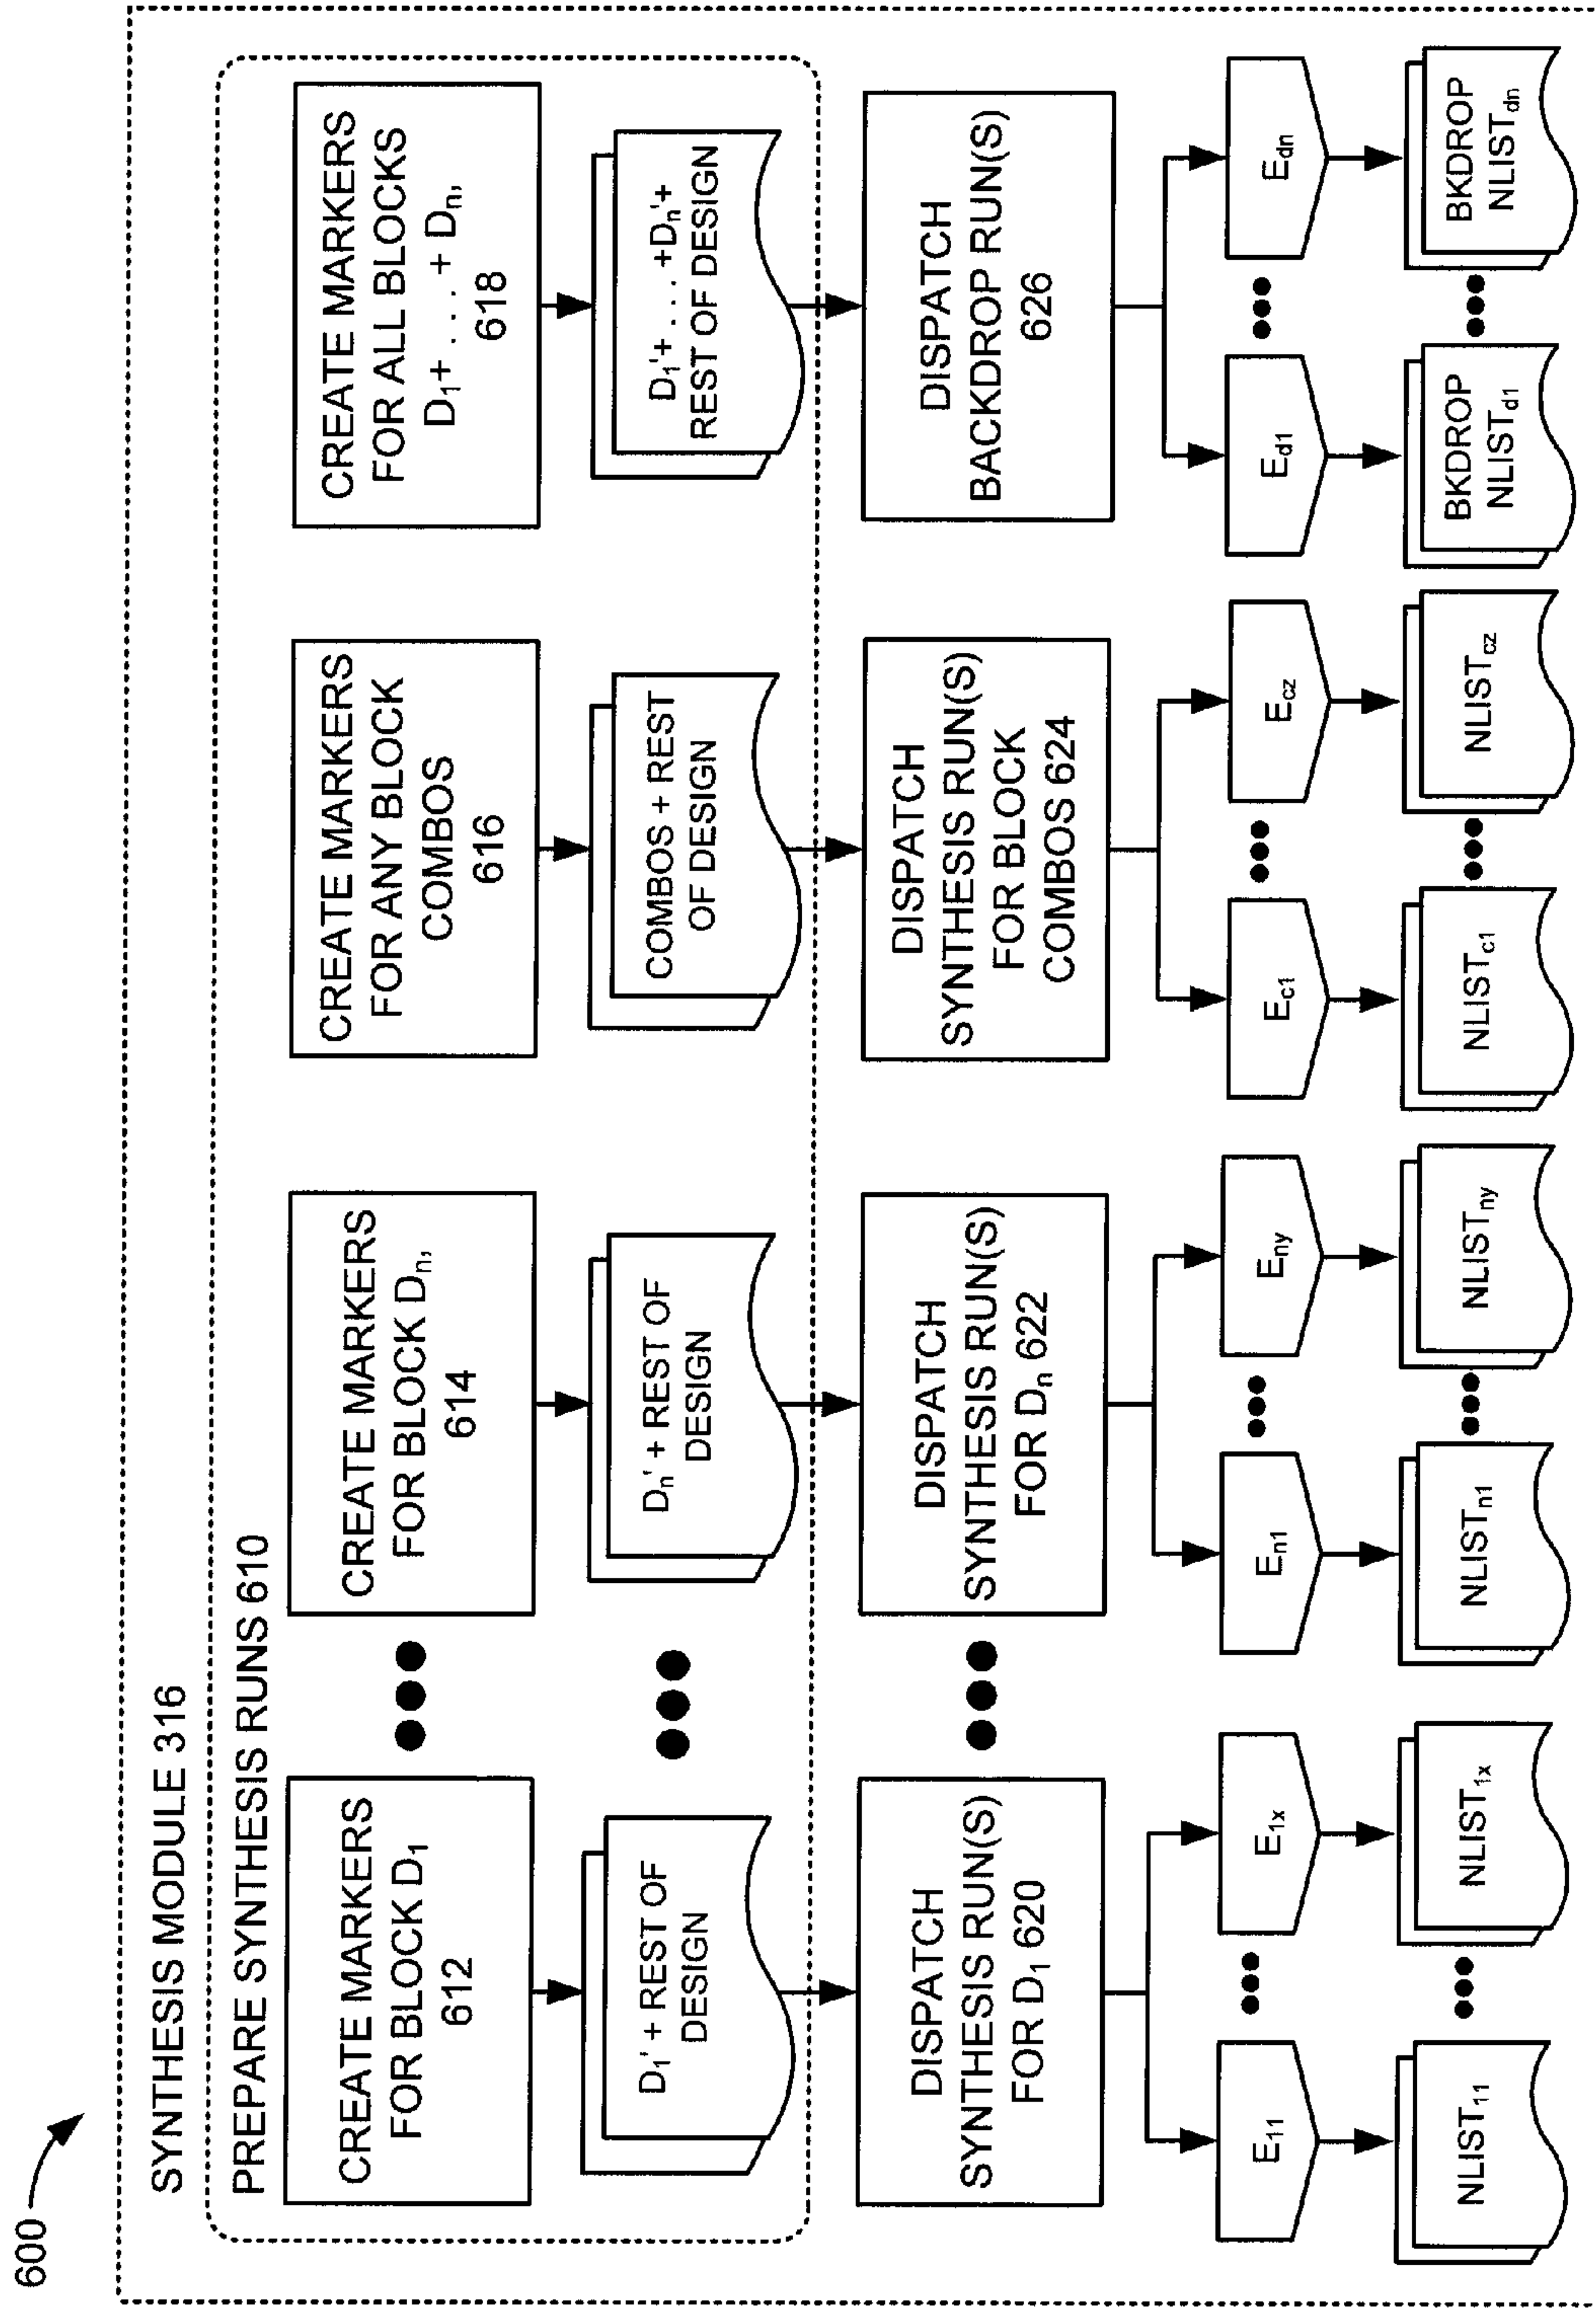 600
SYNTHESIS MODULE 316
PREPARE SYNTHESIS RUNS 610
CREATE MARKERS
FOR BLOCK D1
612
CREATE MARKERS
FOR BLOCK Dn,
614
CREATE MARKERS
FOR ANY BLOCK
COMBOS
616
CREATE MARKERS
FOR ALL BLOCKS
D1+ . . . + Dn,
618
D1' + REST OF
DESIGN
Dn' + REST OF
DESIGN
COMBOS + REST
OF DESIGN
D1'+ . . . +Dn'+
REST OF DESIGN
DISPATCH
SYNTHESIS RUN(S)
FOR D1 620
DISPATCH
SYNTHESIS RUN(S)
FOR Dn 622
DISPATCH
SYNTHESIS RUN(S)
FOR BLOCK
COMBOS 624
DISPATCH
BACKDROP RUN(S)
626
E11
E1x
En1
Eny
Ec1
Ecz
Ed1
Edn
NLIST11
NLIST1x
NLISTn1
NLISTny
NLISTc1
NLISTcz
BKDROP
NLISTd1
BKDROP
NLISTdn